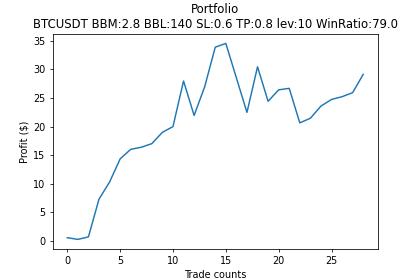 Portfolio
BTCUSDT BBM:2.8 BBL:140 SL:0.6 TP:0.8 lev:10 WinRatio:79.0
35
30
25
20
15
10
5
0
Profit ($)
0 5 10 15 20 25
Trade counts